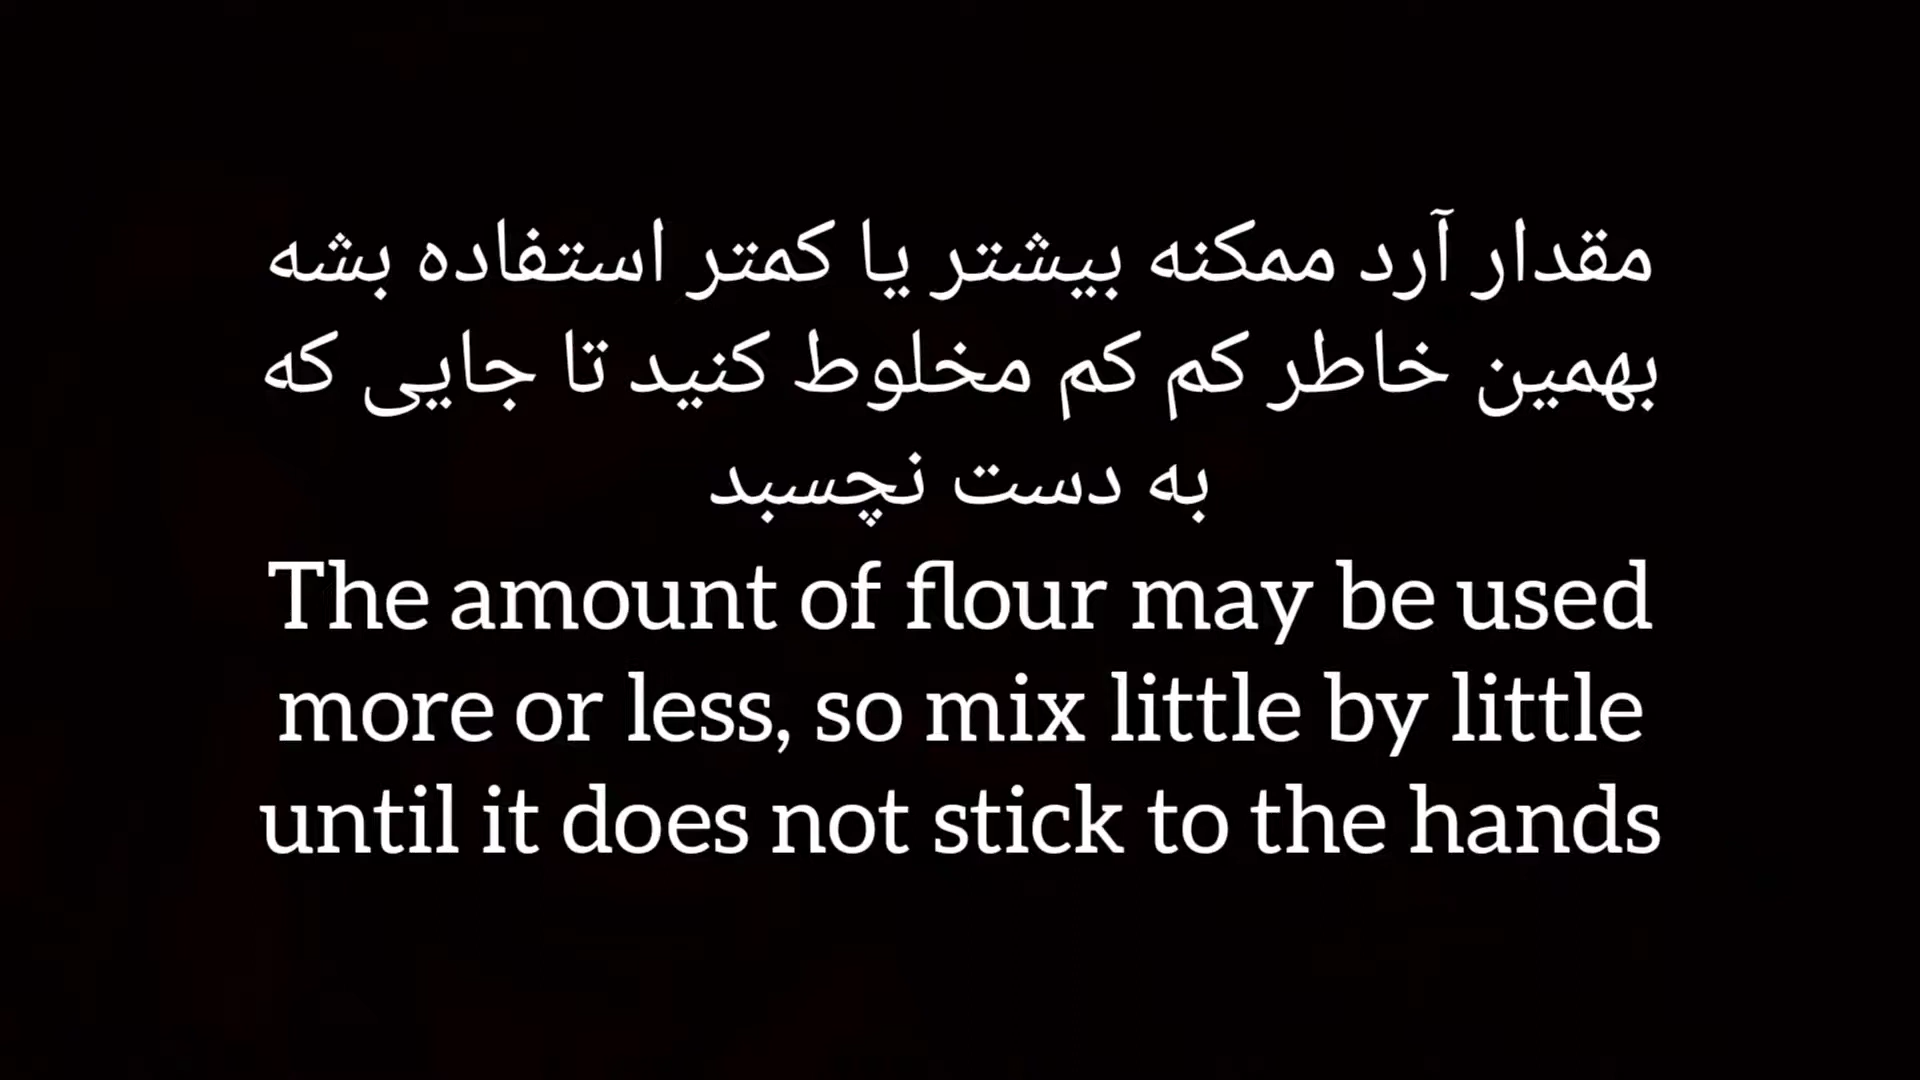 مقدار آرد ممکنه بیشتر یا کمتر استفاده بشه
بهمین خاطر کم کم مخلوط کنید تا جایی که
به دست نچسبد
The amount of flour may be used
more or less, so mix little by little
until it does not stick to the hands